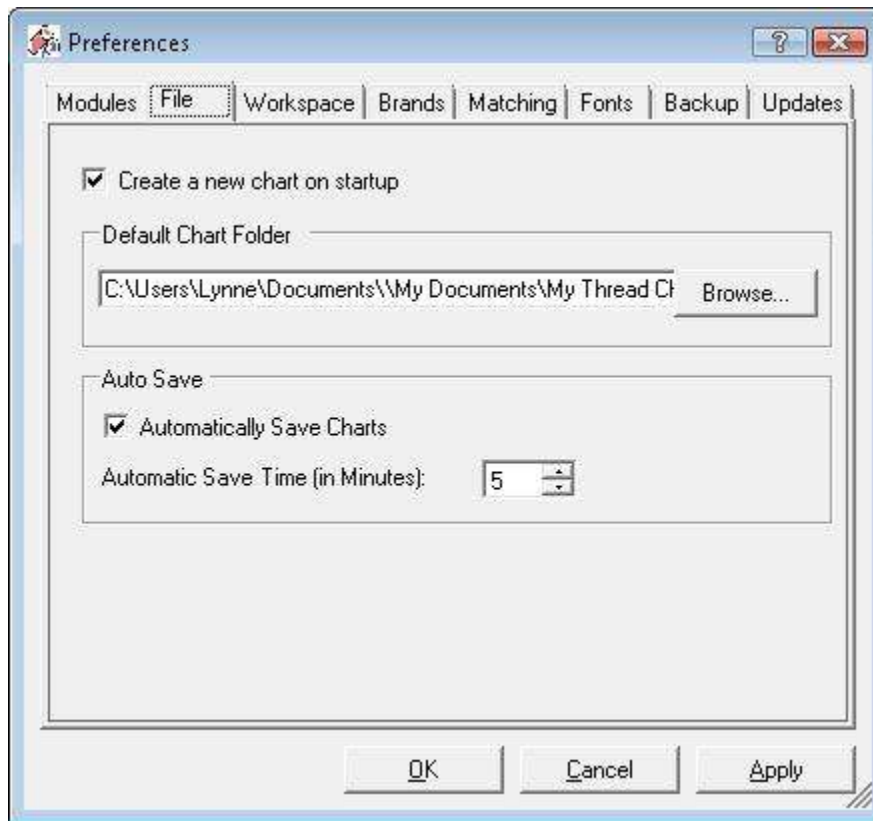 Preferences
Modules File Workspace Brands Matching Fonts Backup Updates
Create a new chart on startup
Default Chart Folder
C:\Users\Lynne\Documents\\My Documents\My Thread Browse...
Auto Save
Automatically Save Charts
Automatic Save Time (in Minutes): 5
OK Cancel Apply